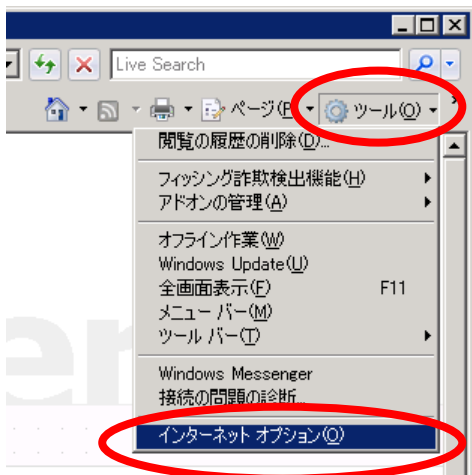 Live Search
ページ(P) ツール(O)
閲覧の履歴の削除(D)...
フィッシング詐欺検出機能(H)
アドオンの管理(A)
オフライン作業(W)
Windows Update(U)
全画面表示(F) F11
メニュー バー(M)
ツール バー(T)
Windows Messenger
接続の問題の診断...
インターネット オプション(O)